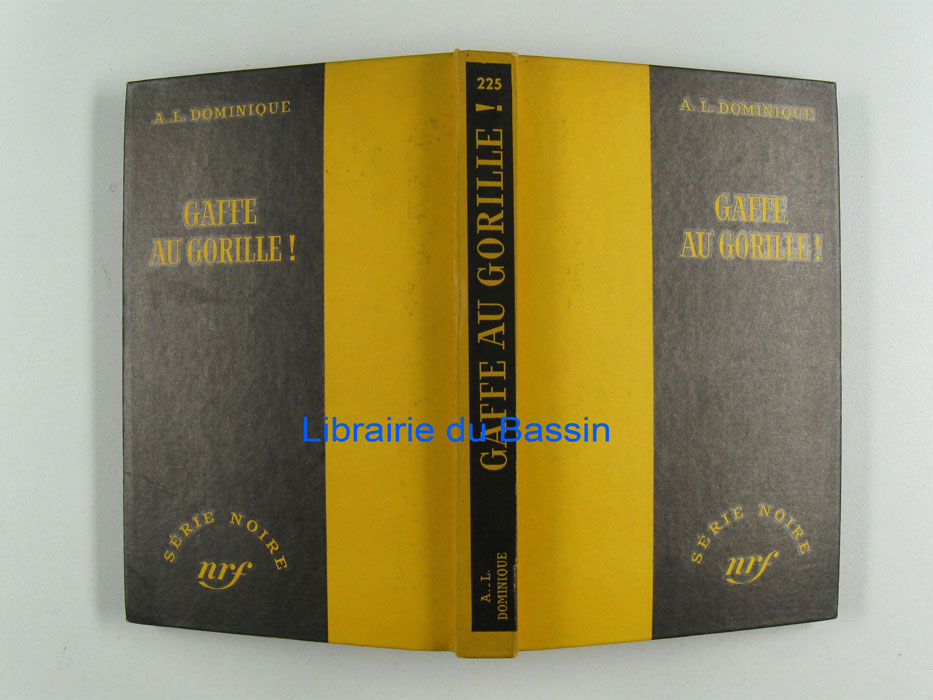 A. L. DOMINIQUE
GAFFE
AU GORILLE !
SÉRIE NOIRE
nrf
225
GAFFE AU GORILLE !
A.. L.
DOMINIQUE
A. L. DOMINIQUE
GAFFE
AU GORILLE !
SÉRIE NOIRE
nrf
Librairie du Bassin